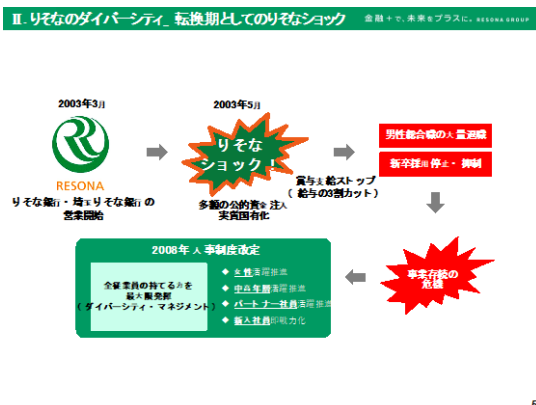 Ⅱ.りそなのダイバーシティ_転換期としてのりそなショック
金融+で、未来をプラスに。 RESONA GROUP
2003年3月
RESONA
りそな銀行・埼玉りそな銀行の
営業開始
2003年5月
りそな
ショック！
多額の公的資金注入
実質国有化
賞与支給ストップ
(給与の3割カット)
男性総合職の大量退職
新卒採用停止・抑制
事業存続の
危機
2008年人事制度改定
全従業員の持てる力を
最大限発揮
(ダイバーシティ・マネジメント)
◆ 女性活躍推進
◆ 中高年齢活躍推進
◆ パートナー社員活躍推進
◆ 新入社員即戦力化
5